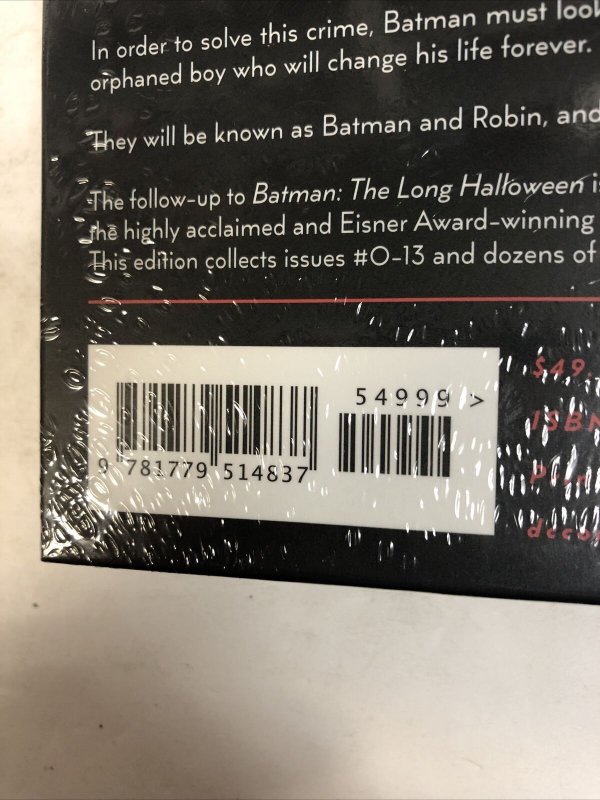 In order to solve this crime, Batman must look
orphaned boy who will change his life forever.
They will be known as Batman and Robin, and
The follow-up to Batman: The Long Halloween i
the highly acclaimed and Eisner Award-winning
This edition collects issues #0-13 and dozens of
54999 >
9 781779 514837
$49.
ISBN